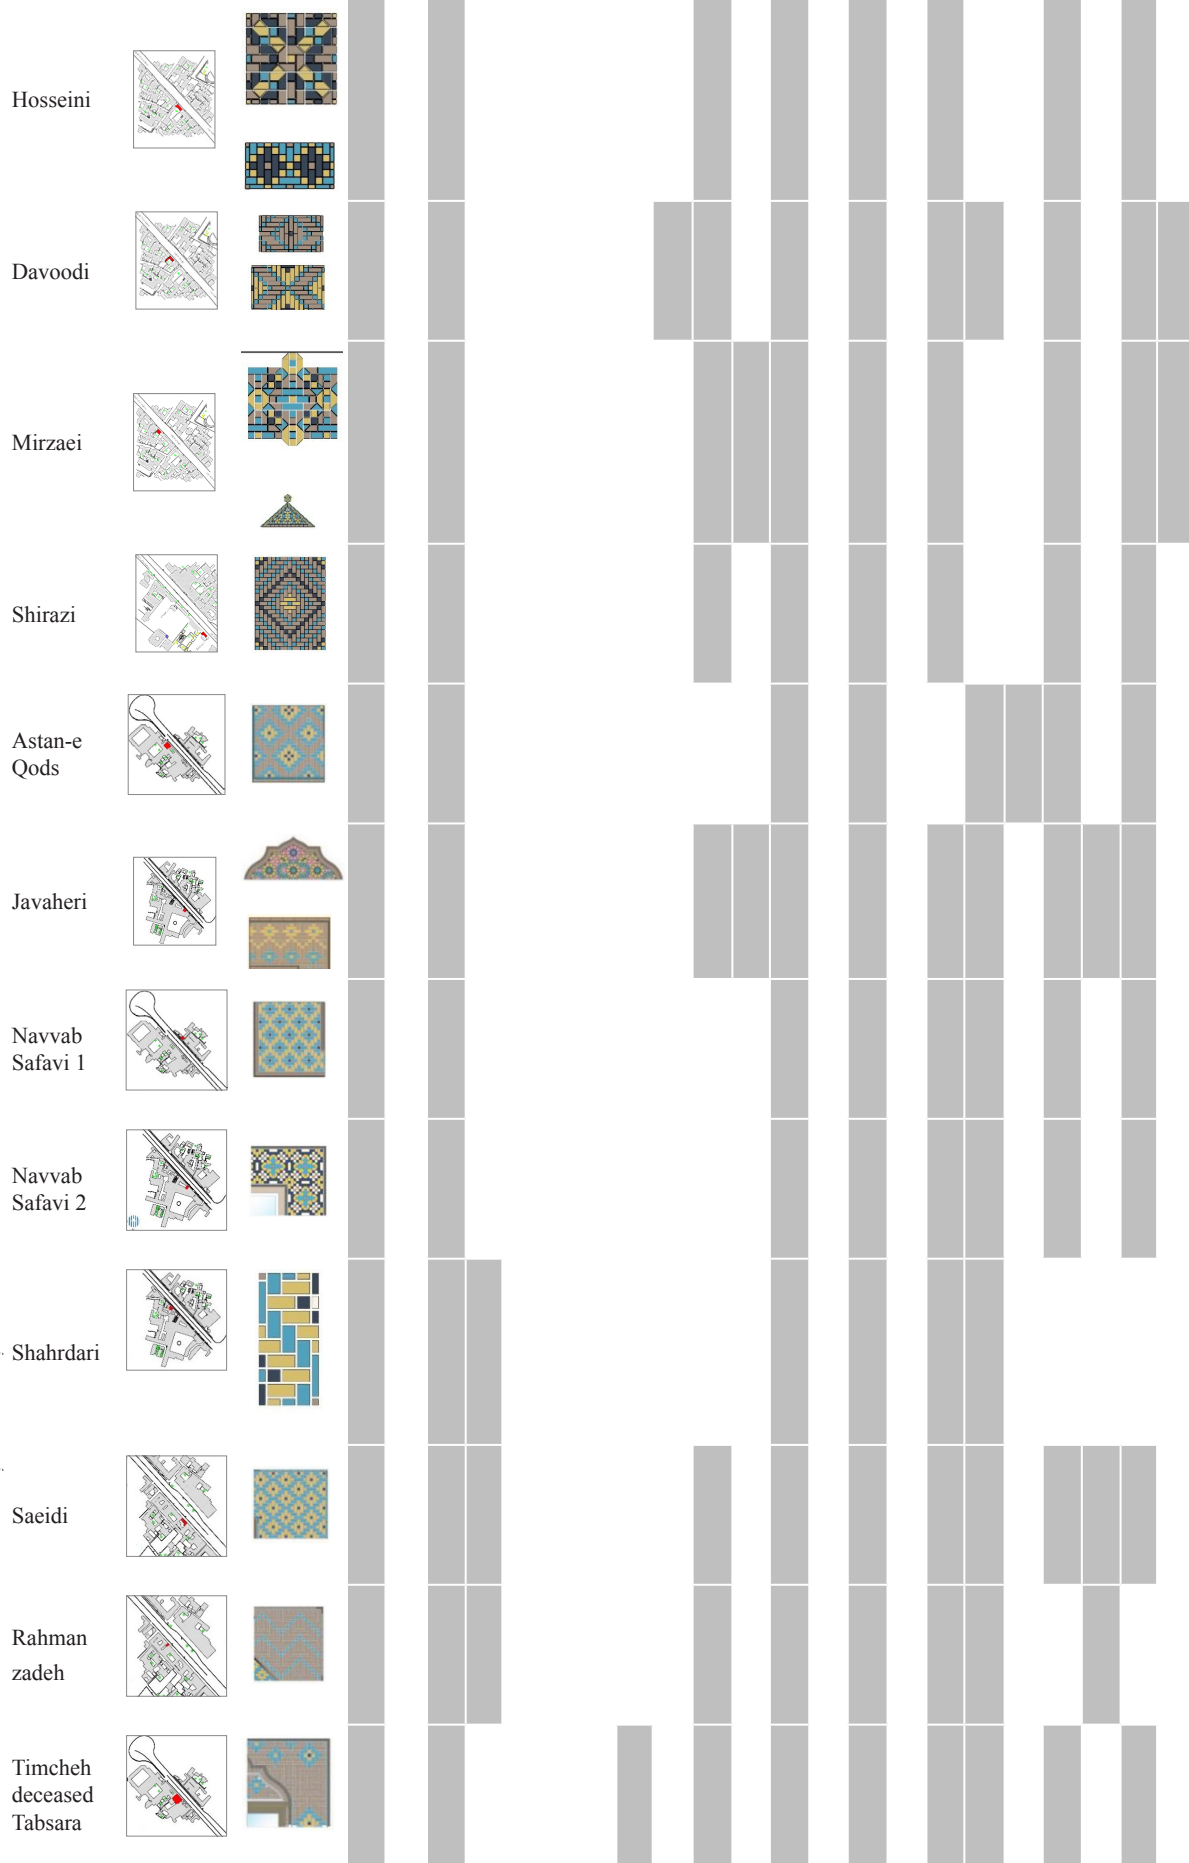 Hosseini
Davoodi
Mirzaei
Shirazi
Astan-e
Qods
Javaheri
Navvab
Safavi 1
Navvab
Safavi 2
Shahrdari
Saeidi
Rahman
zadeh
Timcheh
deceased
Tabsara